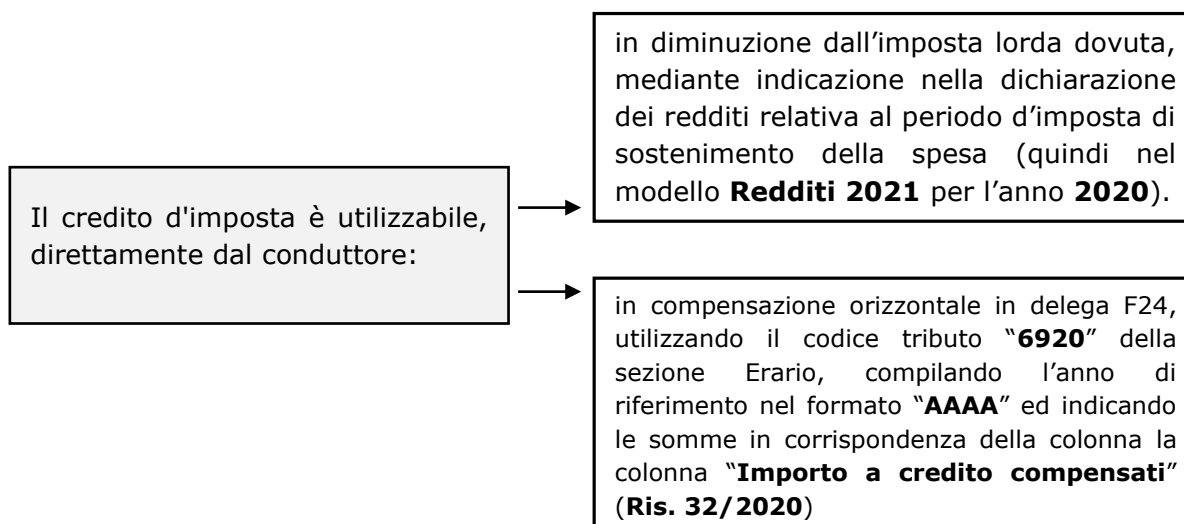 Il credito d'imposta è utilizzabile,
direttamente dal conduttore:
in diminuzione dall’imposta lorda dovuta,
mediante indicazione nella dichiarazione
dei redditi relativa al periodo d’imposta di
sostenimento della spesa (quindi nel
modello Redditi 2021 per l’anno 2020).
in compensazione orizzontale in delega F24,
utilizzando il codice tributo “6920” della
sezione Erario, compilando l’anno di
riferimento nel formato “AAAA” ed indicando
le somme in corrispondenza della colonna la
colonna “Importo a credito compensati”
(Ris. 32/2020)